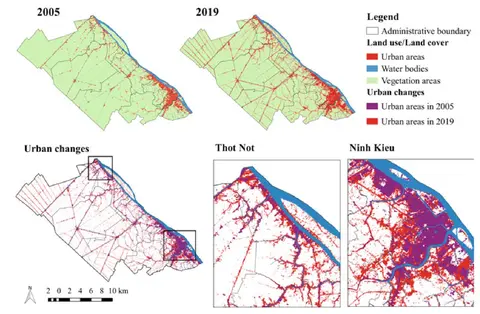 2005
2019
Legend
Administrative boundary
Land use/Land cover
Urban areas
Water bodies
Vegetation areas
Urban changes
Urban areas in 2005
Urban areas in 2019
Urban changes
Thot Not
Ninh Kieu
N
2 0 2 4 6 8 10 km